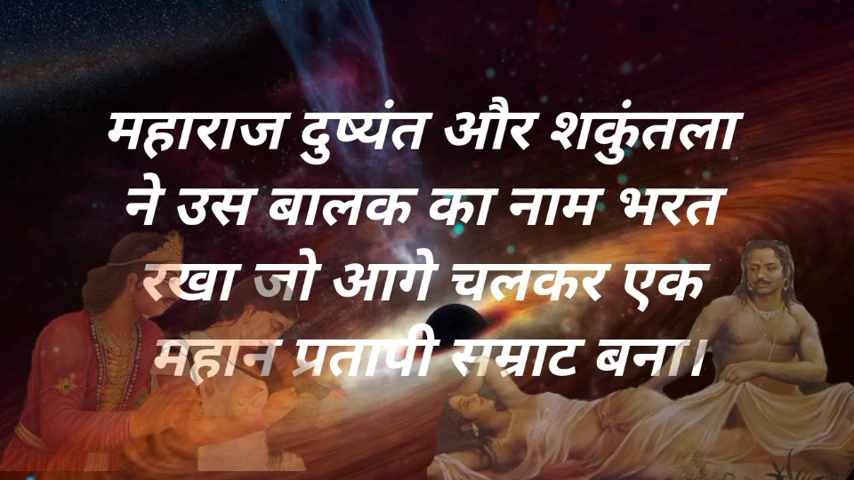 महाराज दुष्यंत और शकुंतला
ने उस बालक का नाम भरत
रखा जो आगे चलकर एक
महान प्रतापी सम्राट बना।